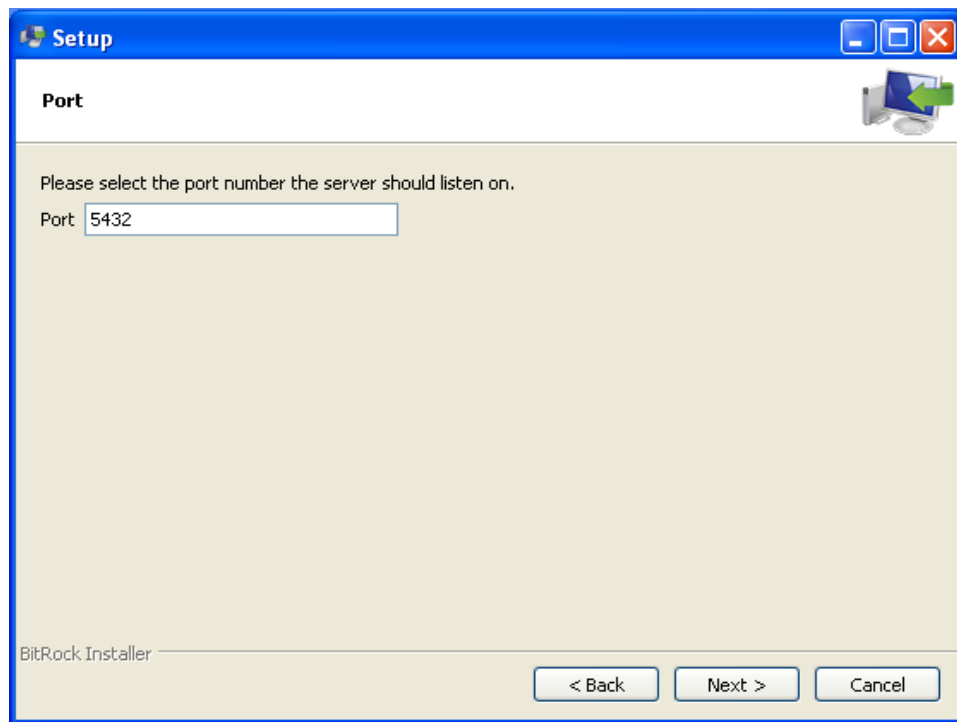 Setup
Port
Please select the port number the server should listen on.
Port 5432
BitRock Installer
< Back Next > Cancel